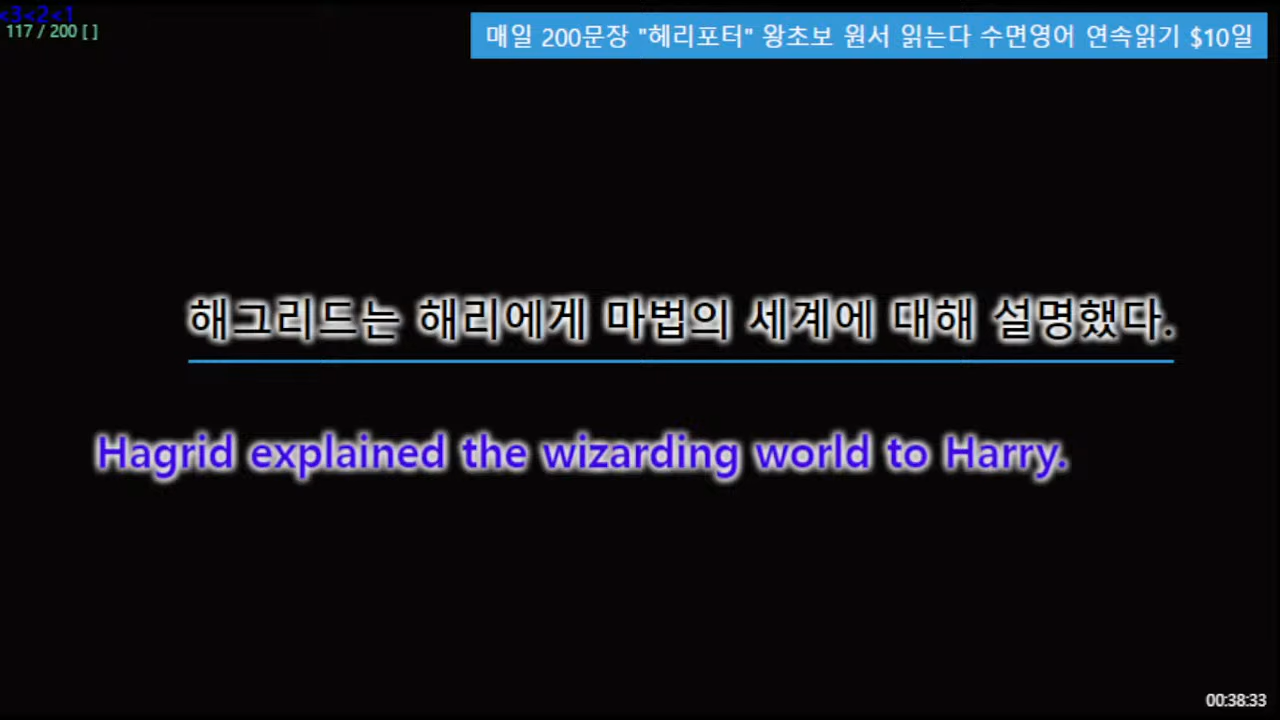 <3<2<1
117 / 200 [ ]
매일 200문장 "헤리포터" 왕초보 원서 읽는다 수면영어 연속읽기 $10일
해그리드는 해리에게 마법의 세계에 대해 설명했다.
Hagrid explained the wizarding world to Harry.
00:38:33